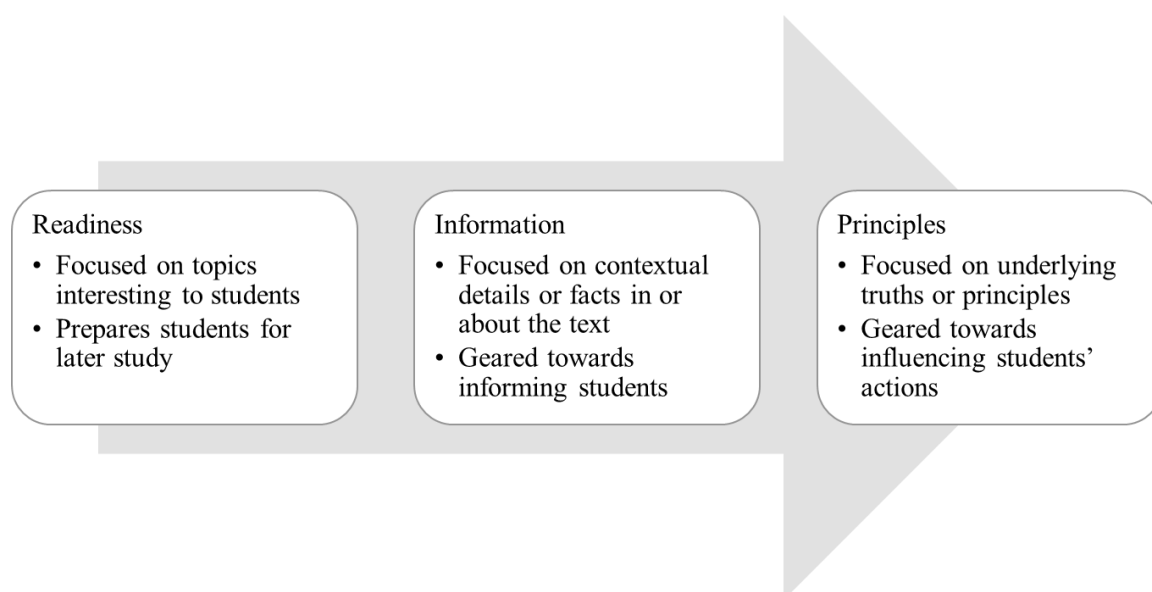 Readiness
• Focused on topics
interesting to students
• Prepares students for
later study
Information
• Focused on contextual
details or facts in or
about the text
• Geared towards
informing students
Principles
• Focused on underlying
truths or principles
• Geared towards
influencing students’
actions